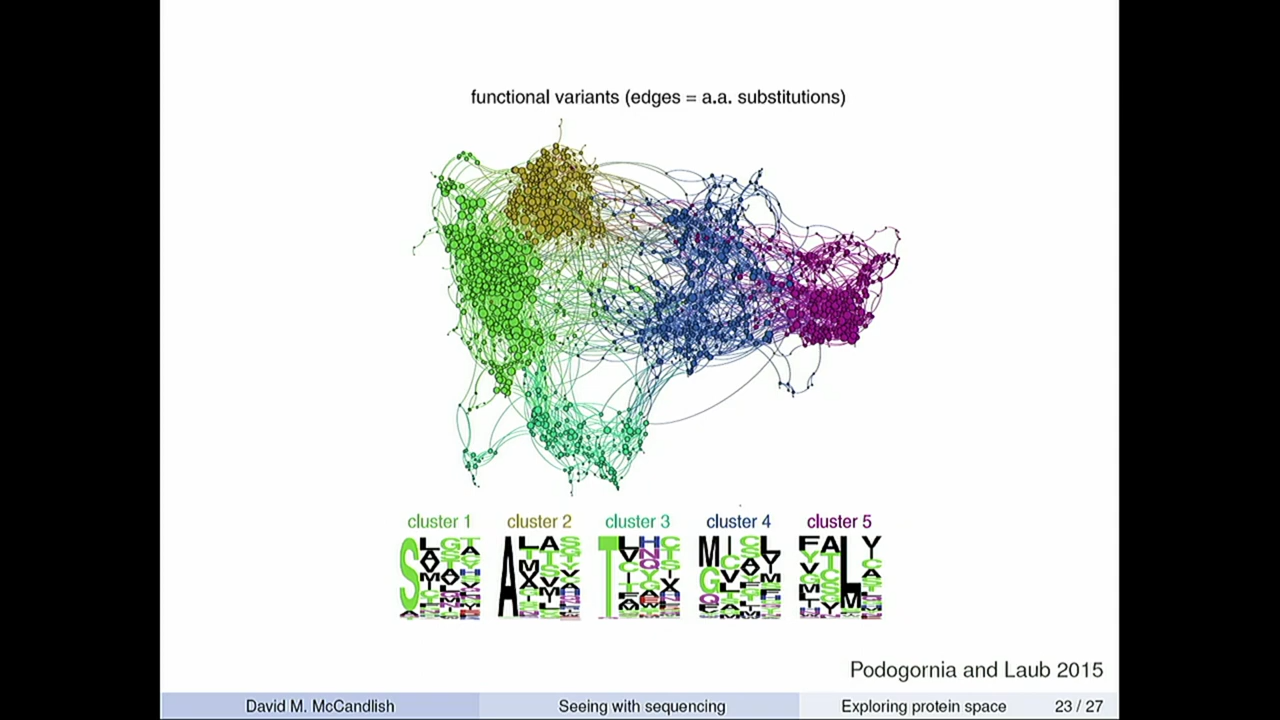 functional variants (edges = a.a. substitutions)
cluster 1 cluster 2 cluster 3 cluster 4 cluster 5
Podogornia and Laub 2015
David M. McCandlish Seeing with sequencing Exploring protein space 23 / 27